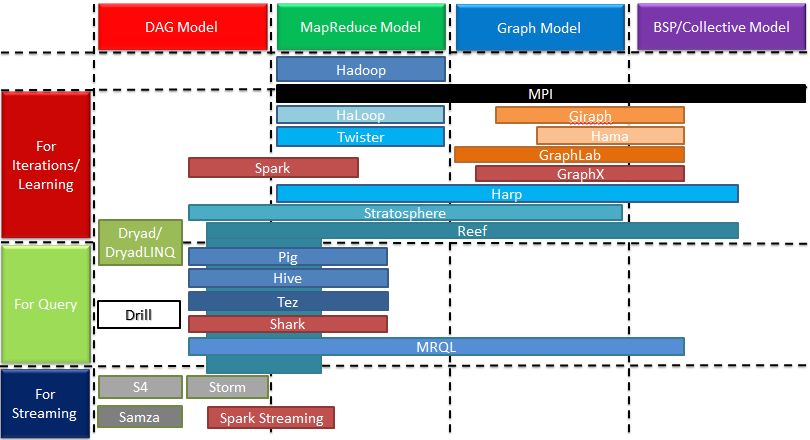 DAG Model
MapReduce Model
Graph Model
BSP/Collective Model
Hadoop
MPI
For
Iterations/
Learning
HaLoop
Giraph
Twister
Hama
GraphLab
Spark
GraphX
Harp
Stratosphere
Dryad/
DryadLINQ
Reef
For Query
Pig
Hive
Tez
Drill
Shark
MRQL
For
Streaming
S4
Storm
Samza
Spark Streaming